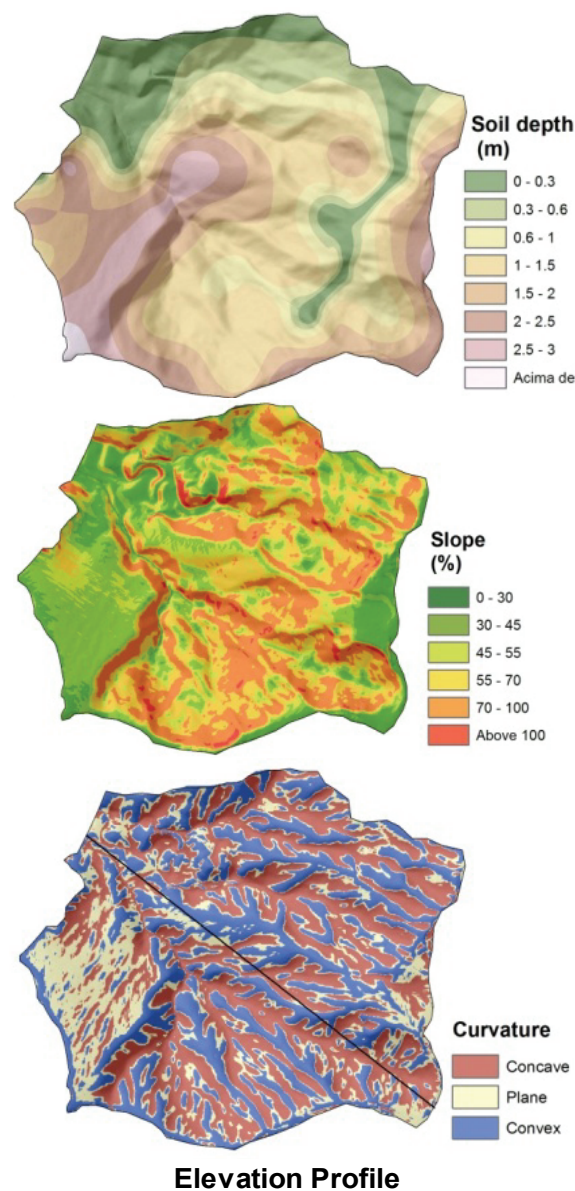 Soil depth
(m)
0 - 0.3
0.3 - 0.6
0.6 - 1
1 - 1.5
1.5 - 2
2 - 2.5
2.5 - 3
Acima de
Slope
(%)
0 - 30
30 - 45
45 - 55
55 - 70
70 - 100
Above 100
Curvature
Concave
Plane
Convex
Elevation Profile